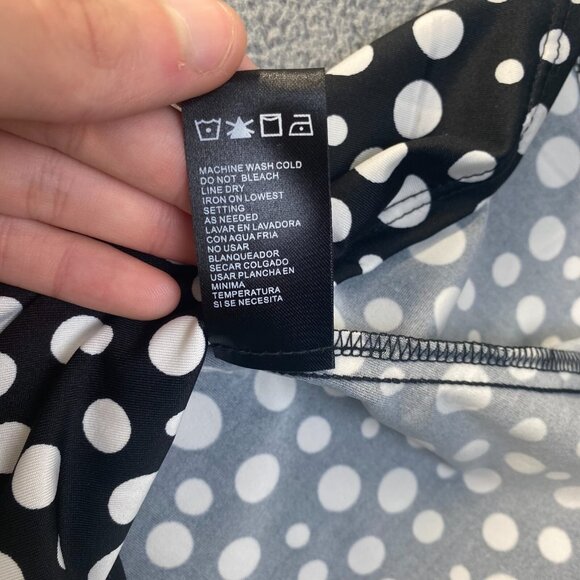 MACHINE WASH COLD
DO NOT BLEACH
LINE DRY
IRON ON LOWEST
SETTING
AS NEEDED
LAVAR EN LAVADORA
CON AGUA FRIA
NO USAR
BLANQUEADOR
SECAR COLGADO
USAR PLANCHA EN
MINIMA
TEMPERATURA
SI SE NECESITA